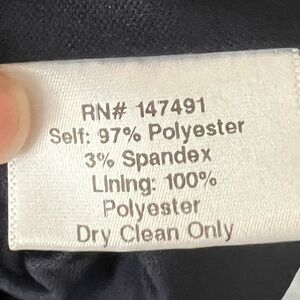 RN# 147491
Self: 97% Polyester
3% Spandex
Lining: 100%
Polyester
Dry Clean Only